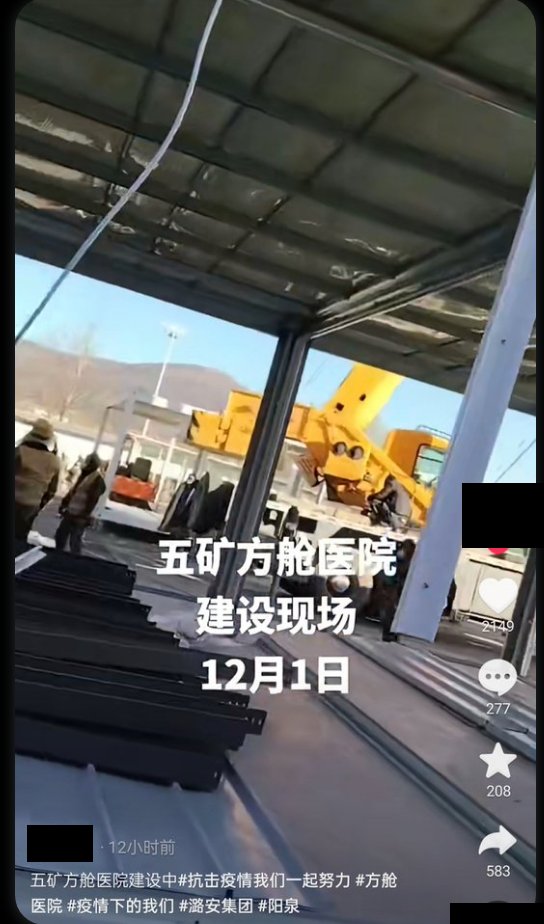 五矿方舱医院
建设现场
12月1日
2149
277
208
583
· 12小时前
五矿方舱医院建设中#抗击疫情我们一起努力 #方舱
医院 #疫情下的我们 #潞安集团 #阳泉